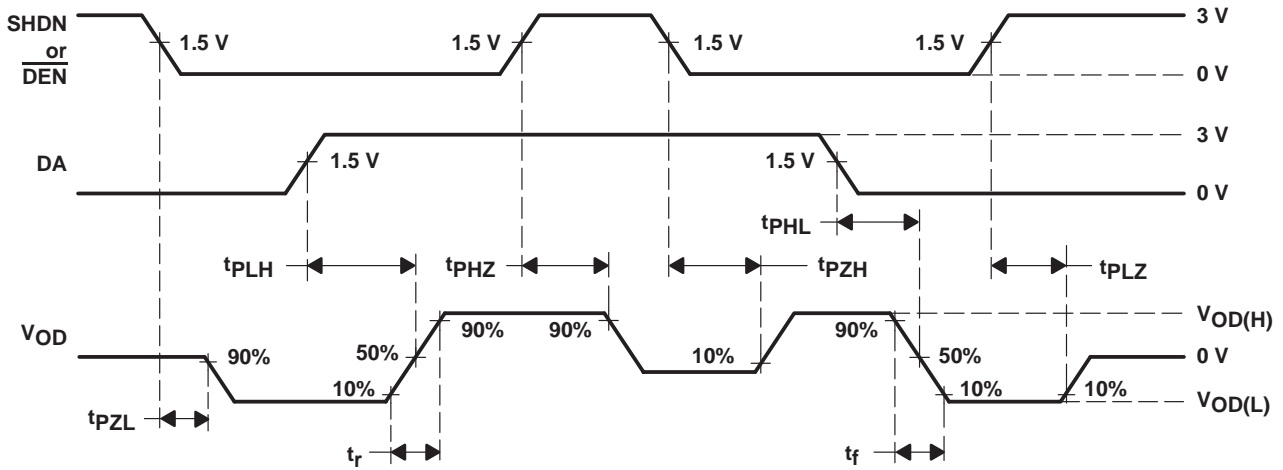 SHDN
or
DEN
1.5 V
1.5 V
1.5 V
1.5 V
3 V
0 V
DA
1.5 V
1.5 V
3 V
0 V
tPHL
tPLH
tPHZ
tPZH
tPLZ
VOD
90%
50%
10%
90%
90%
10%
90%
50%
10%
10%
VOD(H)
0 V
VOD(L)
tPZL
tr
tf